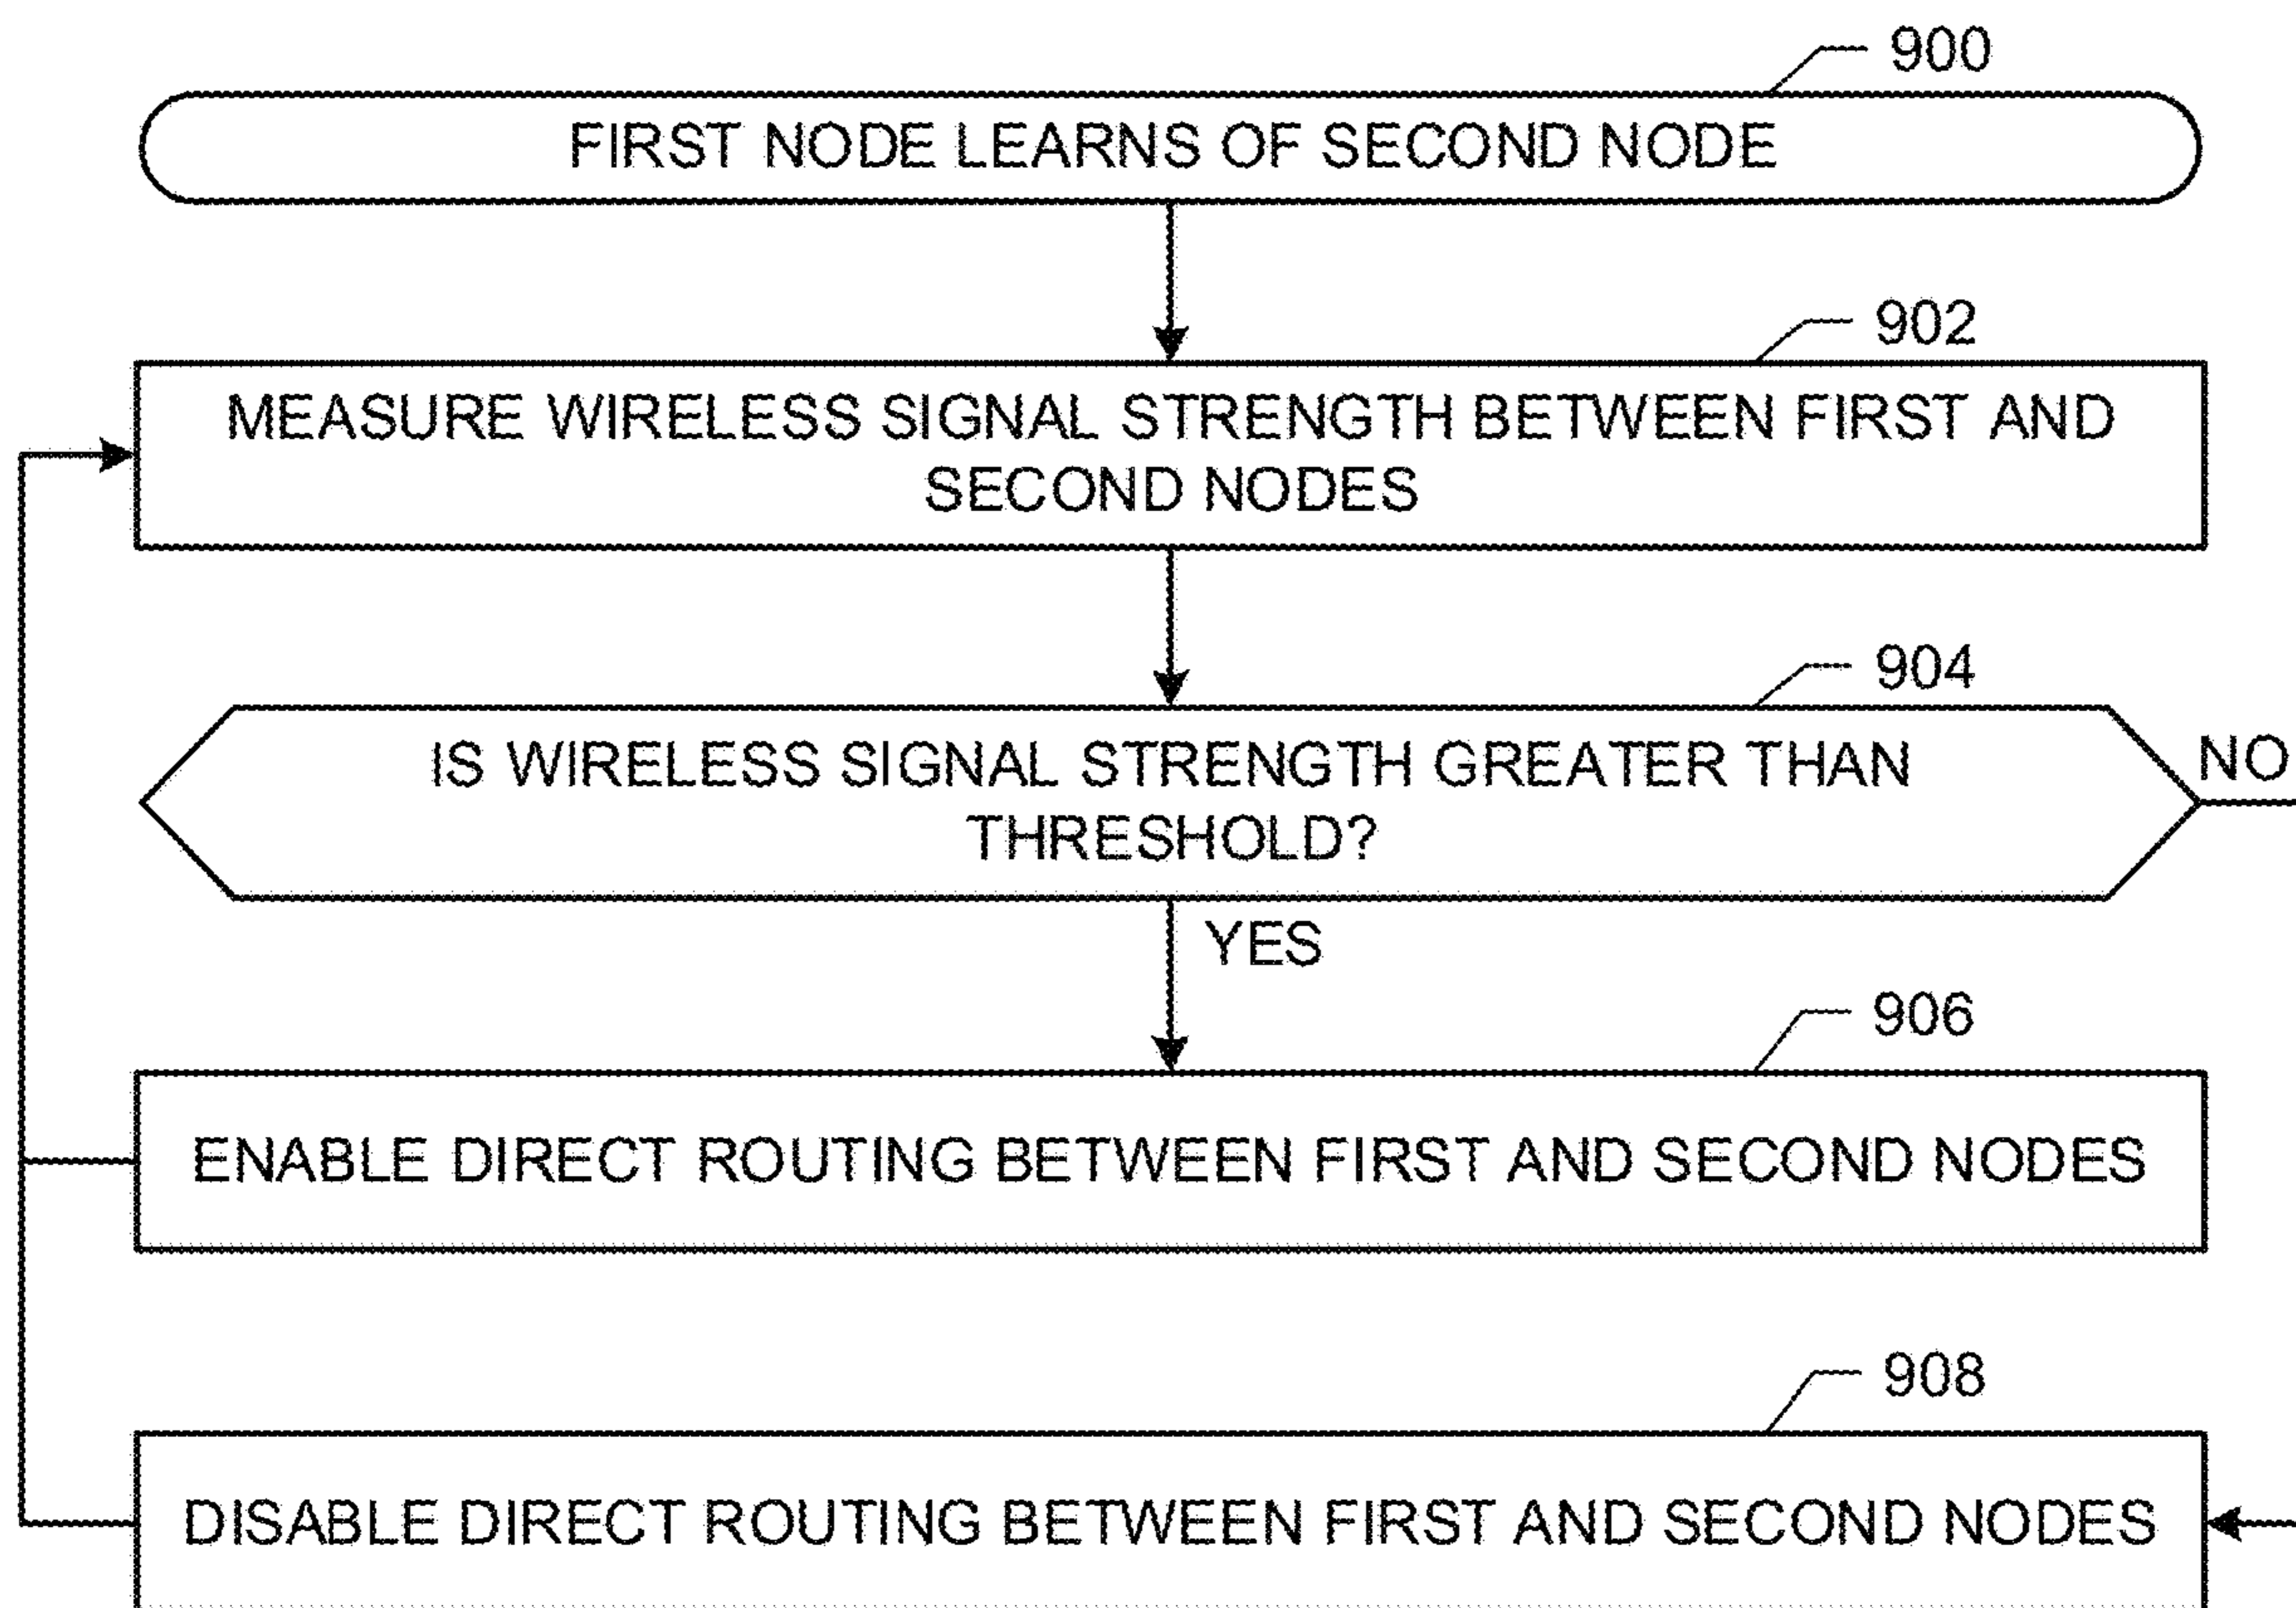 900
FIRST NODE LEARNS OF SECOND NODE
902
MEASURE WIRELESS SIGNAL STRENGTH BETWEEN FIRST AND
SECOND NODES
904
IS WIRELESS SIGNAL STRENGTH GREATER THAN
THRESHOLD?
NO
YES
906
ENABLE DIRECT ROUTING BETWEEN FIRST AND SECOND NODES
908
DISABLE DIRECT ROUTING BETWEEN FIRST AND SECOND NODES